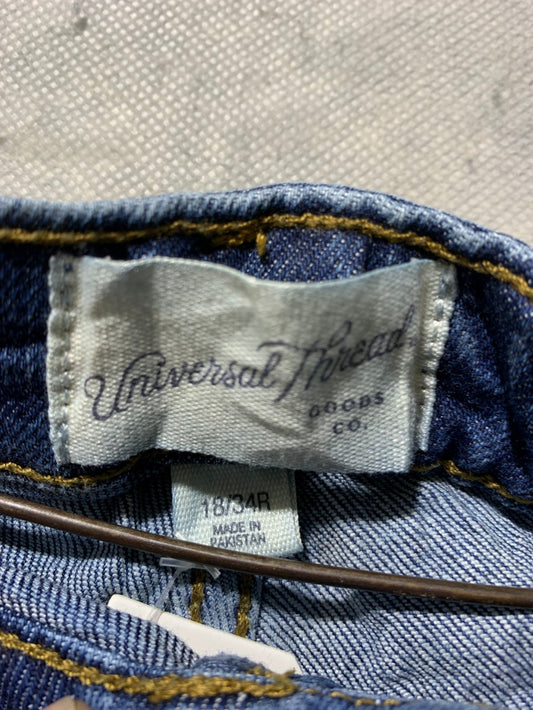 Universal Thread
GOODS
CO.
18/34R
MADE IN
PAKISTAN